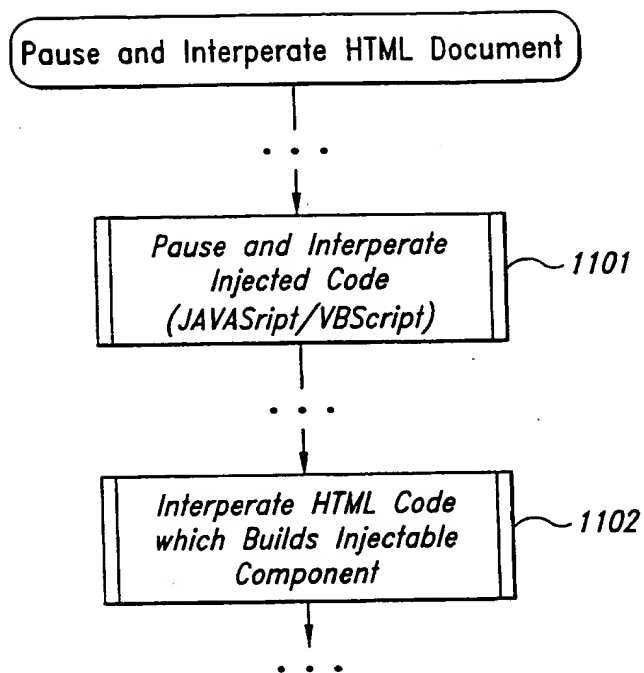 Pause and Interperate HTML Document
Pause and Interperate
Injected Code
(JAVASript/VBScript)
1101
Interperate HTML Code
which Builds Injectable
Component
1102